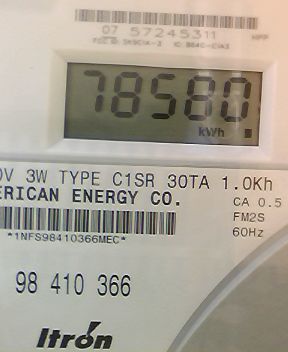 07 57245311
78580
kWh
0V 3W TYPE C1SR 30TA 1.0Kh
ERICAN ENERGY CO.
CA 0.5
FM2S
60Hz
*1NFS98410366MEC*
98 410 366
Itron